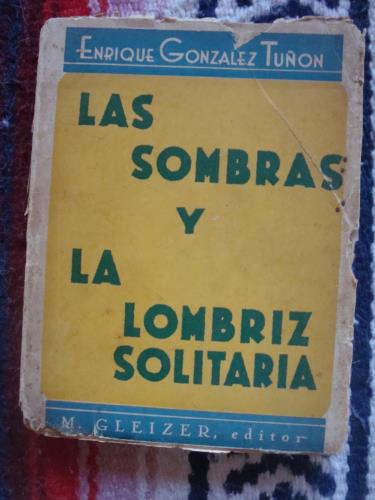 ENRIQUE GONZALEZ TUÑON
LAS
SOMBRAS
Y
LA
LOMBRIZ
SOLITARIA
M. GLEIZER, editor